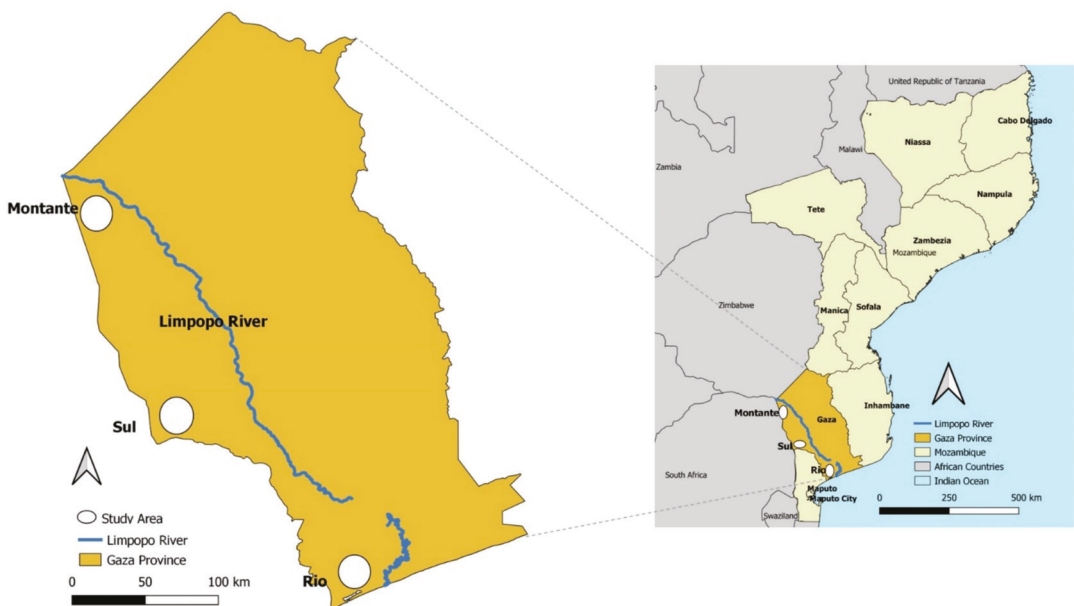 Montante
Limpopo River
Sul
Study Area
Limpopo River
Gaza Province
Rio
0 50 100 km
United Republic of Tanzania
Cabo Delgado
Niassa
Malawi
Zambia
Nampula
Tete
Zambezia
Mozambique
Zimbabwe
Sofala
Manica
Inhambane
Montante
Gaza
Sul
Rio
South Africa
Maputo
Maputo City
Swaziland
Limpopo River
Gaza Province
Mozambique
African Countries
Indian Ocean
0 250 500 km